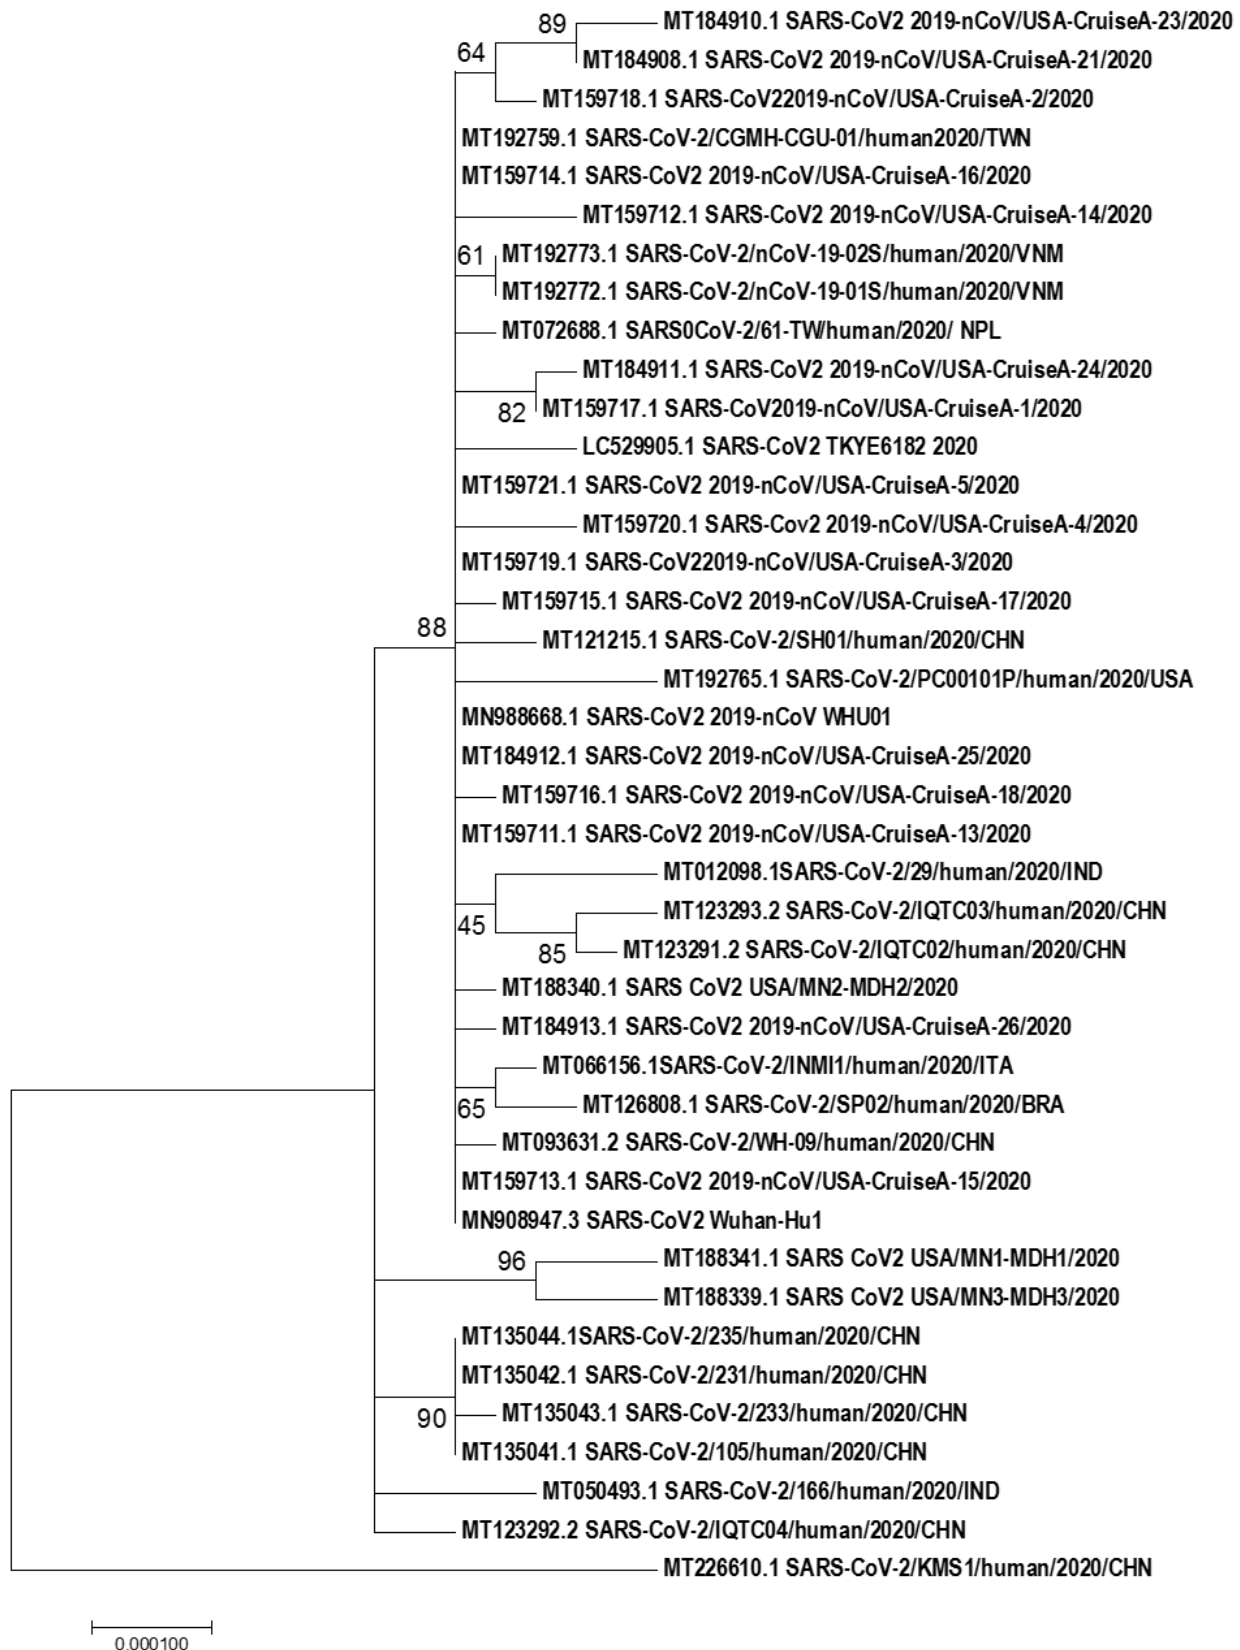 89
MT184910.1 SARS-CoV2 2019-nCoV/USA-CruiseA-23/2020
64
MT184908.1 SARS-CoV2 2019-nCoV/USA-CruiseA-21/2020
MT159718.1 SARS-CoV22019-nCoV/USA-CruiseA-2/2020
MT192759.1 SARS-CoV-2/CGMH-CGU-01/human2020/TWN
MT159714.1 SARS-CoV2 2019-nCoV/USA-CruiseA-16/2020
MT159712.1 SARS-CoV2 2019-nCoV/USA-CruiseA-14/2020
61
MT192773.1 SARS-CoV-2/nCoV-19-02S/human/2020/VNM
MT192772.1 SARS-CoV-2/nCoV-19-01S/human/2020/VNM
MT072688.1 SARS0CoV-2/61-TW/human/2020/ NPL
MT184911.1 SARS-CoV2 2019-nCoV/USA-CruiseA-24/2020
82
MT159717.1 SARS-CoV2019-nCoV/USA-CruiseA-1/2020
LC529905.1 SARS-CoV2 TKYE6182 2020
MT159721.1 SARS-CoV2 2019-nCoV/USA-CruiseA-5/2020
MT159720.1 SARS-Cov2 2019-nCoV/USA-CruiseA-4/2020
MT159719.1 SARS-CoV22019-nCoV/USA-CruiseA-3/2020
MT159715.1 SARS-CoV2 2019-nCoV/USA-CruiseA-17/2020
88
MT121215.1 SARS-CoV-2/SH01/human/2020/CHN
MT192765.1 SARS-CoV-2/PC00101P/human/2020/USA
MN988668.1 SARS-CoV2 2019-nCoV WHU01
MT184912.1 SARS-CoV2 2019-nCoV/USA-CruiseA-25/2020
MT159716.1 SARS-CoV2 2019-nCoV/USA-CruiseA-18/2020
MT159711.1 SARS-CoV2 2019-nCoV/USA-CruiseA-13/2020
MT012098.1SARS-CoV-2/29/human/2020/IND
45
MT123293.2 SARS-CoV-2/IQTC03/human/2020/CHN
85
MT123291.2 SARS-CoV-2/IQTC02/human/2020/CHN
MT188340.1 SARS CoV2 USA/MN2-MDH2/2020
MT184913.1 SARS-CoV2 2019-nCoV/USA-CruiseA-26/2020
MT066156.1SARS-CoV-2/INMI1/human/2020/ITA
65
MT126808.1 SARS-CoV-2/SP02/human/2020/BRA
MT093631.2 SARS-CoV-2/WH-09/human/2020/CHN
MT159713.1 SARS-CoV2 2019-nCoV/USA-CruiseA-15/2020
MN908947.3 SARS-CoV2 Wuhan-Hu1
96
MT188341.1 SARS CoV2 USA/MN1-MDH1/2020
MT188339.1 SARS CoV2 USA/MN3-MDH3/2020
MT135044.1SARS-CoV-2/235/human/2020/CHN
MT135042.1 SARS-CoV-2/231/human/2020/CHN
90
MT135043.1 SARS-CoV-2/233/human/2020/CHN
MT135041.1 SARS-CoV-2/105/human/2020/CHN
MT050493.1 SARS-CoV-2/166/human/2020/IND
MT123292.2 SARS-CoV-2/IQTC04/human/2020/CHN
MT226610.1 SARS-CoV-2/KMS1/human/2020/CHN
0.000100